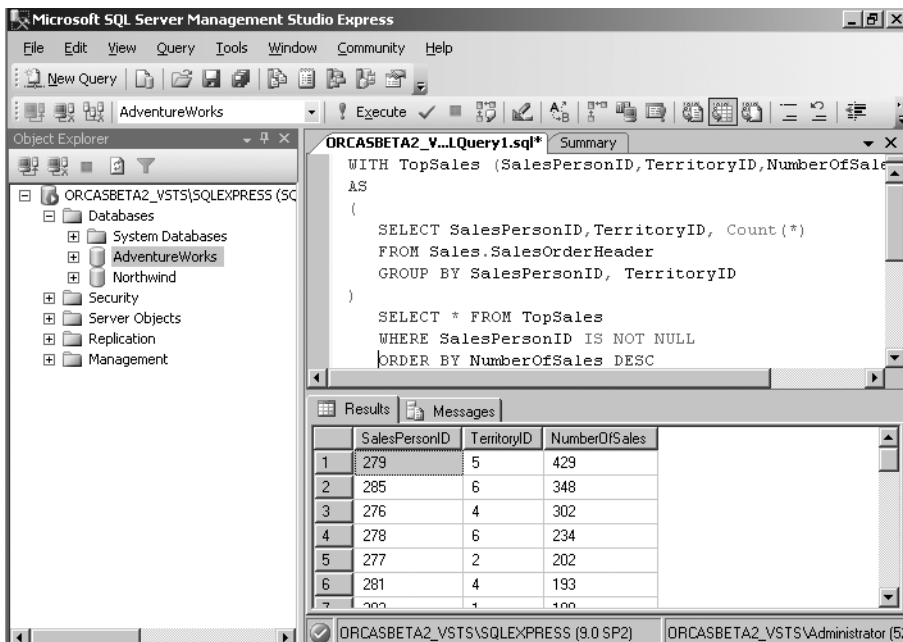 Microsoft SQL Server Management Studio Express
File Edit View Query Tools Window Community Help
New Query
AdventureWorks Execute
Object Explorer
ORCASBETA2_VSTS\SQLEXPRESS (SQ
Databases
System Databases
AdventureWorks
Northwind
Security
Server Objects
Replication
Management
ORCASBETA2_V...LQuery1.sql* Summary
WITH TopSales (SalesPersonID,TerritoryID,NumberOfSale
AS
(
SELECT SalesPersonID,TerritoryID, Count(*)
FROM Sales.SalesOrderHeader
GROUP BY SalesPersonID, TerritoryID
)
SELECT * FROM TopSales
WHERE SalesPersonID IS NOT NULL
ORDER BY NumberOfSales DESC
Results Messages
SalesPersonID TerritoryID NumberOfSales
1 279 5 429
2 285 6 348
3 276 4 302
4 278 6 234
5 277 2 202
6 281 4 193
ORCASBETA2_VSTS\SQLEXPRESS (9.0 SP2) ORCASBETA2_VSTS\Administrator (5